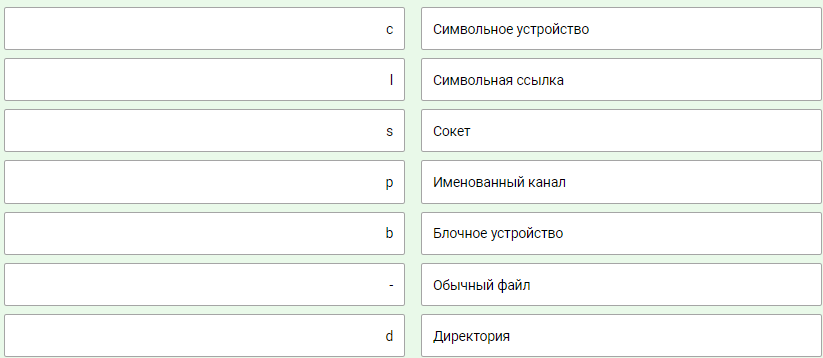 c Символьное устройство
l Символьная ссылка
s Сокет
p Именованный канал
b Блочное устройство
- Обычный файл
d Директория